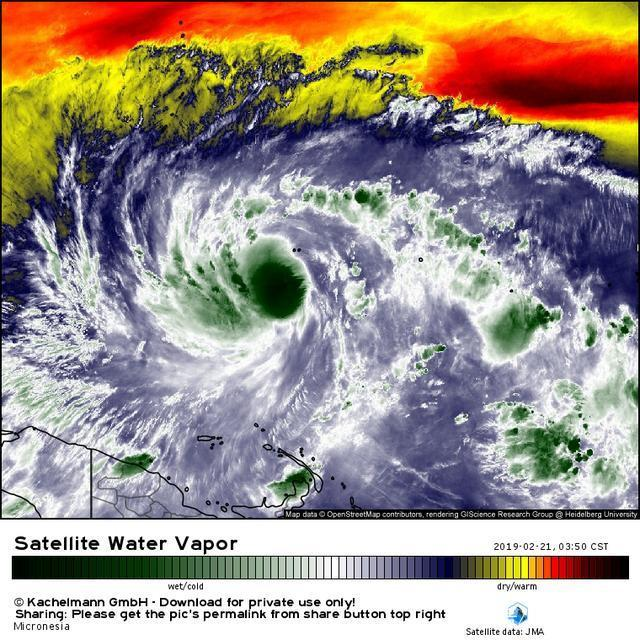 Map data © OpenStreetMap contributors, rendering GIScience Research Group @ Heidelberg University
Satellite Water Vapor
2019-02-21, 03:50 CST
wet/cold
dry/warm
© Kachelmann GmbH - Download for private use only!
Sharing: Please get the pic's permalink from share button top right
Micronesia
Satellite data: JMA